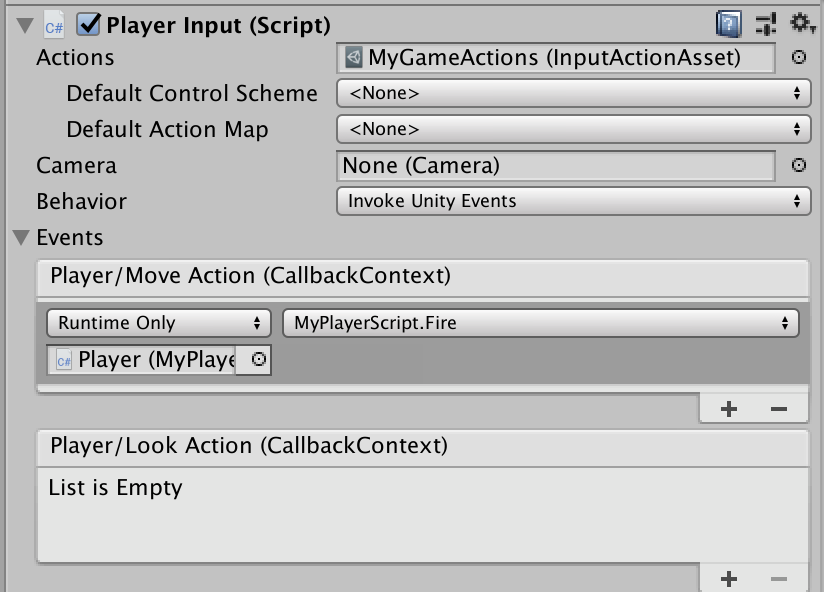 C# Player Input (Script)
Actions MyGameActions (InputActionAsset)
Default Control Scheme <None>
Default Action Map <None>
Camera None (Camera)
Behavior Invoke Unity Events
Events
Player/Move Action (CallbackContext)
Runtime Only MyPlayerScript.Fire
C# Player (MyPlaye
+ −
Player/Look Action (CallbackContext)
List is Empty
+ −